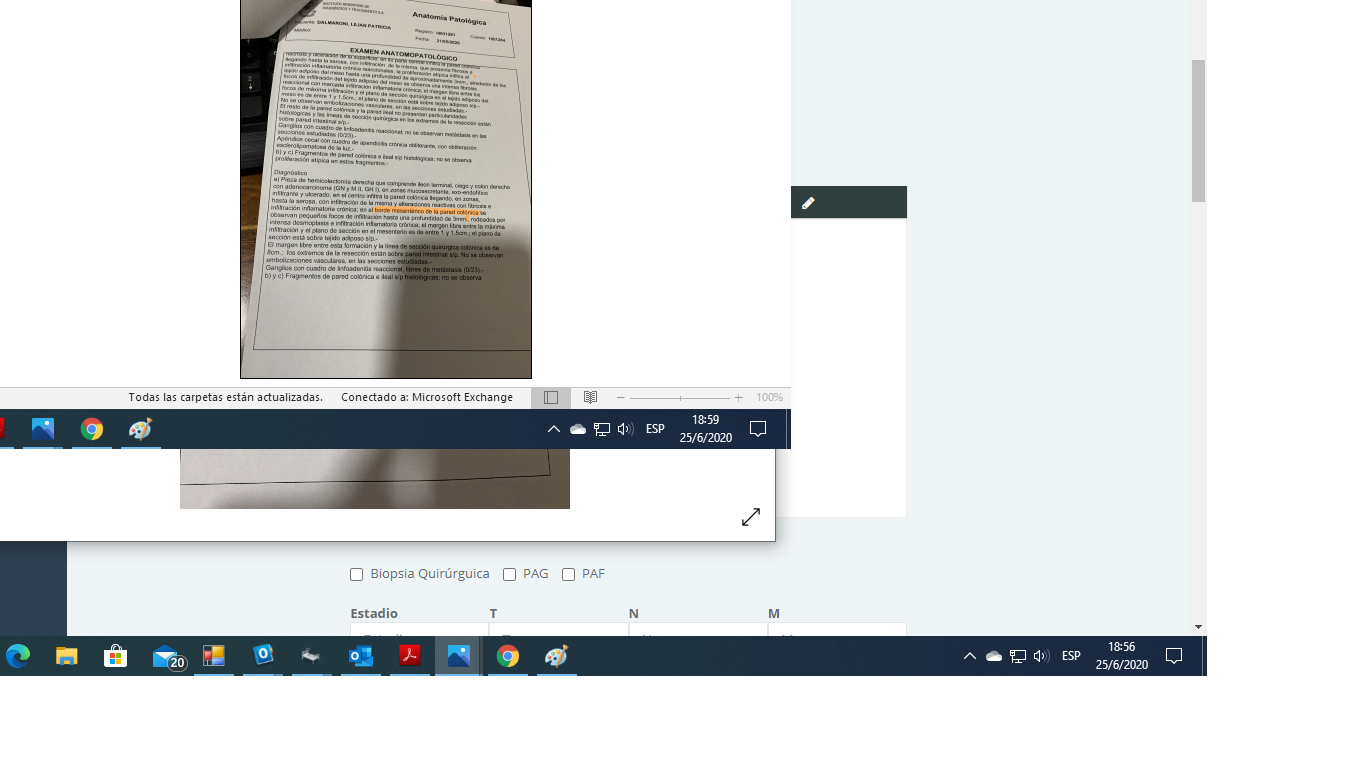 INSTITUTO ARGENTINO DE
DIAGNÓSTICO Y TRATAMIENTO S.A.
Anatomía Patológica
DALMARONI, LILIAN PATRICIA
Médico:
Registro:
Cuenta:
Fecha:
EXÁMEN ANATOMOPATOLÓGICO
necrosis y ulceración de la superficie, en su parte central infiltra la pared colónica
llegando hasta la serosa, con infiltración de la misma, que presenta fibrosis e
infiltración inflamatoria crónica reaccionales; la proliferación atípica infiltra el
tejido adiposo del meso hasta una profundidad de aproximadamente 3mm.; alrededor de los
focos de infiltración del tejido adiposo del meso se observa una intensa fibrosis
reaccional con marcada infiltración inflamatoria crónica; el margen libre entre los
focos de máxima infiltración y el plano de sección quirúrgica en el tejido adiposo del
meso es de entre 1 y 1,5cm.; el plano de sección está sobre tejido adiposo s/p.-
No se observan embolizaciones vasculares, en las secciones estudiadas.-
El resto de la pared colónica y la pared ileal no presentan particularidades
histológicas y las líneas de sección quirúrgica en los extremos de la resección están
sobre pared intestinal s/p.-
Ganglios con cuadro de linfoadenitis reaccional; no se observan metástasis en las
secciones estudiadas (0/23).-
Apéndice cecal con cuadro de apendicitis crónica obliterante, con obliteración
esclerolipomatosa de la luz.-
b) y c) Fragmentos de pared colónica e ileal s/p histológicas; no se observa
proliferación atípica en estos fragmentos.-
Diagnóstico
a) Pieza de hemicolectomía derecha que comprende íleon terminal, ciego y colon derecho
con adenocarcinoma (GN y M II, GH I), en zonas mucosecretante, exo-endofítico
infiltrante y ulcerado; en el centro infiltra la pared colónica llegando, en zonas,
hasta la serosa, con infiltración de la misma y alteraciones reactivas con fibrosis e
infiltración inflamatoria crónica; en el borde mesentérico de la pared colónica se
observan pequeños focos de infiltración hasta una profundidad de 3mm., rodeados por
intensa desmoplasia e infiltración inflamatoria crónica; el margen libre entre la máxima
infiltración y el plano de sección en el mesenterio es de entre 1 y 1,5cm.; el plano de
sección está sobre tejido adiposo s/p.-
El margen libre entre esta formación y la línea de sección quirúrgica colónica es de
8cm.; los extremos de la resección están sobre pared intestinal s/p. No se observan
embolizaciones vasculares, en las secciones estudiadas.-
Ganglios con cuadro de linfoadenitis reaccional, libres de metástasis (0/23).-
b) y c) Fragmentos de pared colónica e ileal s/p histológicas; no se observa
Todas las carpetas están actualizadas. Conectado a: Microsoft Exchange 100%
ESP 18:59
25/6/2020
Biopsia Quirúrguica PAG PAF
Estadio T N M
20 ESP 18:56
25/6/2020